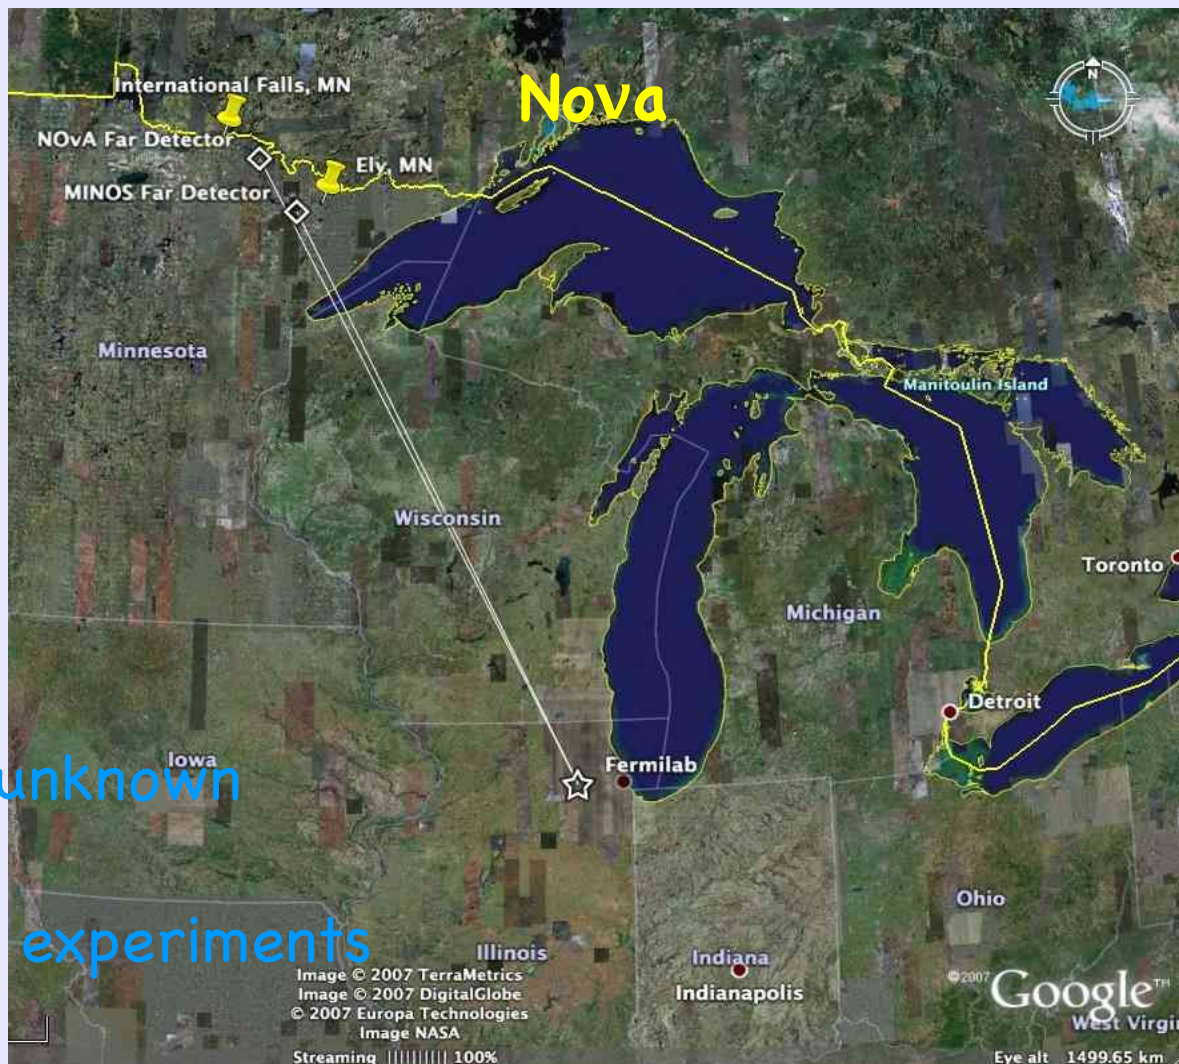 Nova
N
International Falls, MN
NOvA Far Detector
Ely, MN
MINOS Far Detector
Minnesota
Manitoulin Island
Wisconsin
Toronto
Michigan
Detroit
Iowa
unknown
Fermilab
Ohio
experiments
Illinois
Indiana
Indianapolis
Image © 2007 TerraMetrics
Image © 2007 DigitalGlobe
© 2007 Europa Technologies
Image NASA
© 2007 Google™
West Virgin
Streaming |||||||||| 100%
Eye alt 1499.65 km